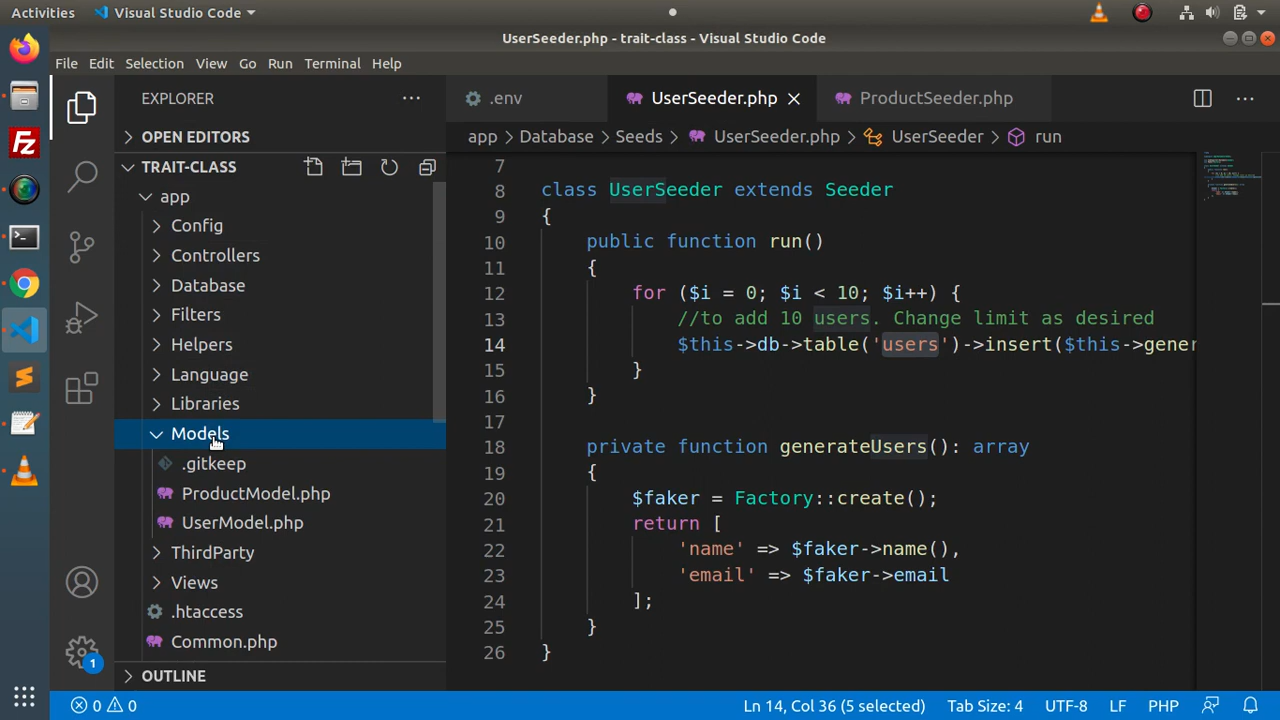 Activities Visual Studio Code
UserSeeder.php - trait-class - Visual Studio Code
File Edit Selection View Go Run Terminal Help
EXPLORER
OPEN EDITORS
TRAIT-CLASS
app
Config
Controllers
Database
Filters
Helpers
Language
Libraries
Models
.gitkeep
ProductModel.php
UserModel.php
ThirdParty
Views
.htaccess
Common.php
OUTLINE
1
.env UserSeeder.php ProductSeeder.php
app > Database > Seeds > UserSeeder.php > UserSeeder > run
7
8 class UserSeeder extends Seeder
9 {
10 public function run()
11 {
12 for ($i = 0; $i < 10; $i++) {
13 //to add 10 users. Change limit as desired
14 $this->db->table('users')->insert($this->gener
15 }
16 }
17
18 private function generateUsers(): array
19 {
20 $faker = Factory::create();
21 return [
22 'name' => $faker->name(),
23 'email' => $faker->email
24 ];
25 }
26 }
0 0 Ln 14, Col 36 (5 selected) Tab Size: 4 UTF-8 LF PHP